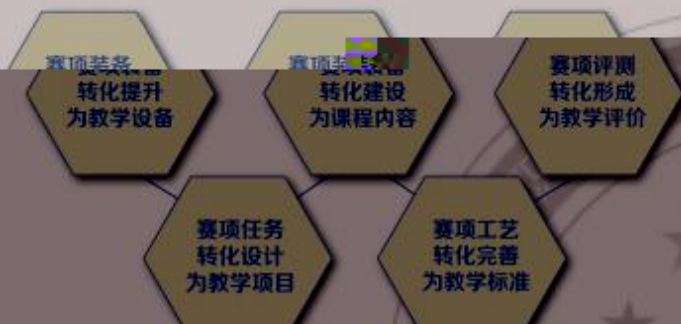 赛项装备
转化提升
为教学设备
赛项装备
转化建设
为课程内容
赛项评测
转化形成
为教学评价
赛项任务
转化设计
为教学项目
赛项工艺
转化完善
为教学标准